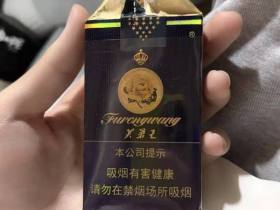 ®
Furongwang
芙蓉王
本公司提示
吸烟有害健康
请勿在禁烟场所吸烟